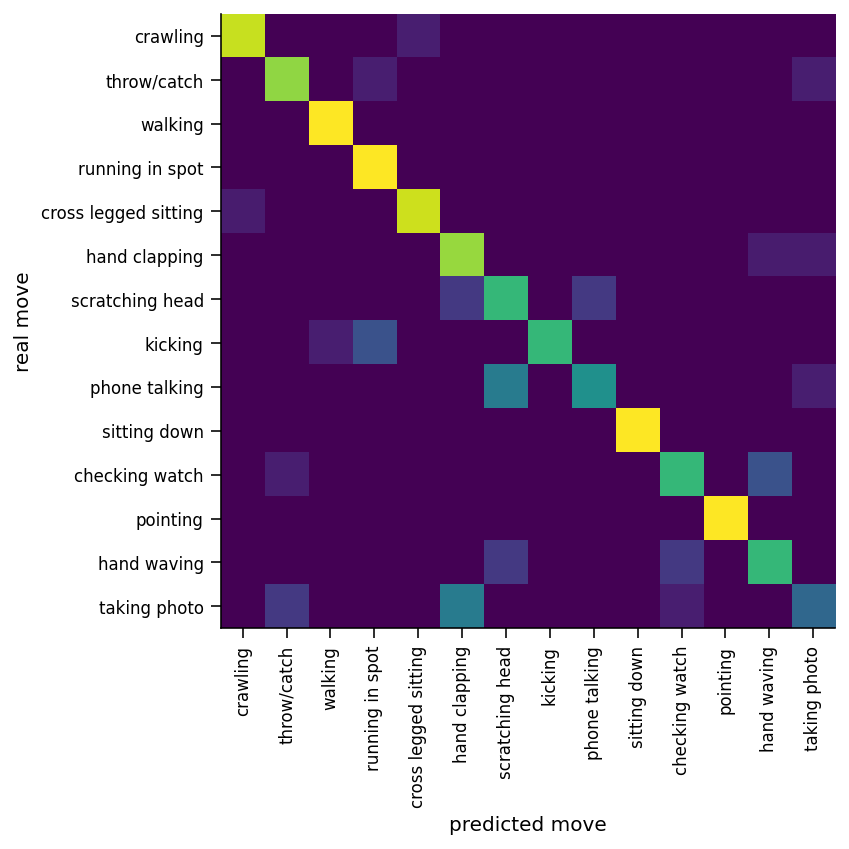 crawling
throw/catch
walking
running in spot
cross legged sitting
hand clapping
scratching head
kicking
phone talking
sitting down
checking watch
pointing
hand waving
taking photo
real move
crawling
throw/catch
walking
running in spot
cross legged sitting
hand clapping
scratching head
kicking
phone talking
sitting down
checking watch
pointing
hand waving
taking photo
predicted move